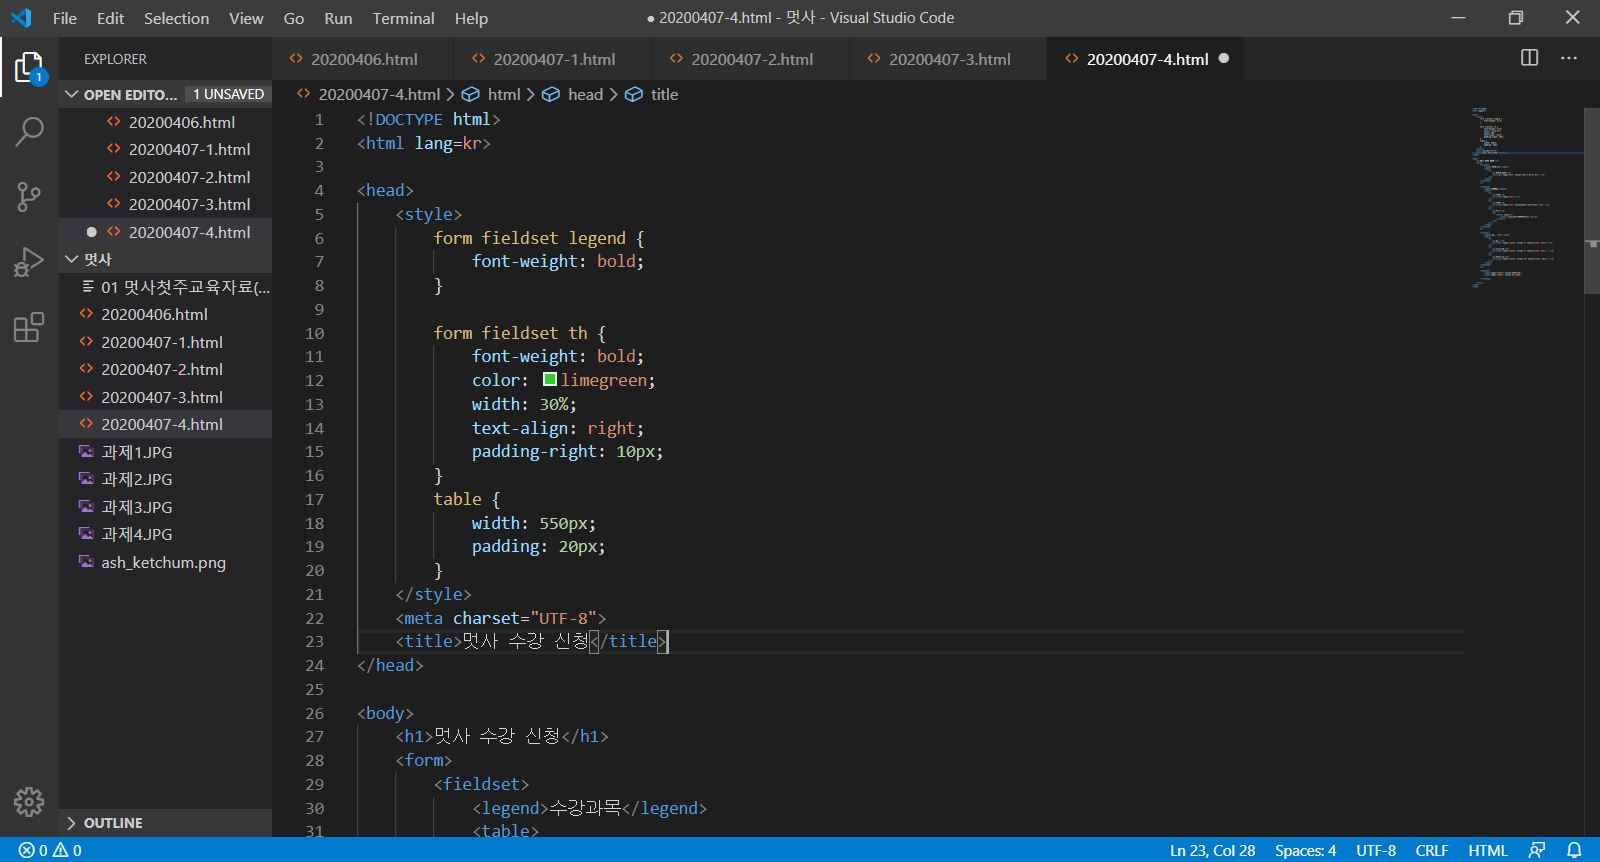 File Edit Selection View Go Run Terminal Help
● 20200407-4.html - 멋사 - Visual Studio Code
EXPLORER
OPEN EDITO... 1 UNSAVED
20200406.html
20200407-1.html
20200407-2.html
20200407-3.html
20200407-4.html
멋사
01 멋사첫주교육자료(...
20200406.html
20200407-1.html
20200407-2.html
20200407-3.html
20200407-4.html
과제1.JPG
과제2.JPG
과제3.JPG
과제4.JPG
ash_ketchum.png
OUTLINE
1
20200406.html 20200407-1.html 20200407-2.html 20200407-3.html 20200407-4.html
20200407-4.html > html > head > title
1 <!DOCTYPE html>
2 <html lang=kr>
3
4 <head>
5 <style>
6 form fieldset legend {
7 font-weight: bold;
8 }
9
10 form fieldset th {
11 font-weight: bold;
12 color: limegreen;
13 width: 30%;
14 text-align: right;
15 padding-right: 10px;
16 }
17 table {
18 width: 550px;
19 padding: 20px;
20 }
21 </style>
22 <meta charset="UTF-8">
23 <title>멋사 수강 신청</title>
24 </head>
25
26 <body>
27 <h1>멋사 수강 신청</h1>
28 <form>
29 <fieldset>
30 <legend>수강과목</legend>
31 <table>
0 0 Ln 23, Col 28 Spaces: 4 UTF-8 CRLF HTML